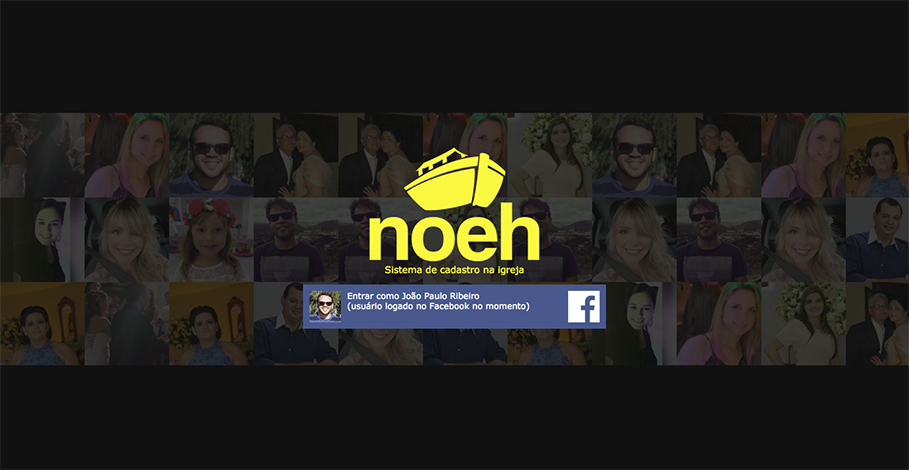 noeh
Sistema de cadastro na igreja
Entrar como João Paulo Ribeiro
(usuário logado no Facebook no momento)
f